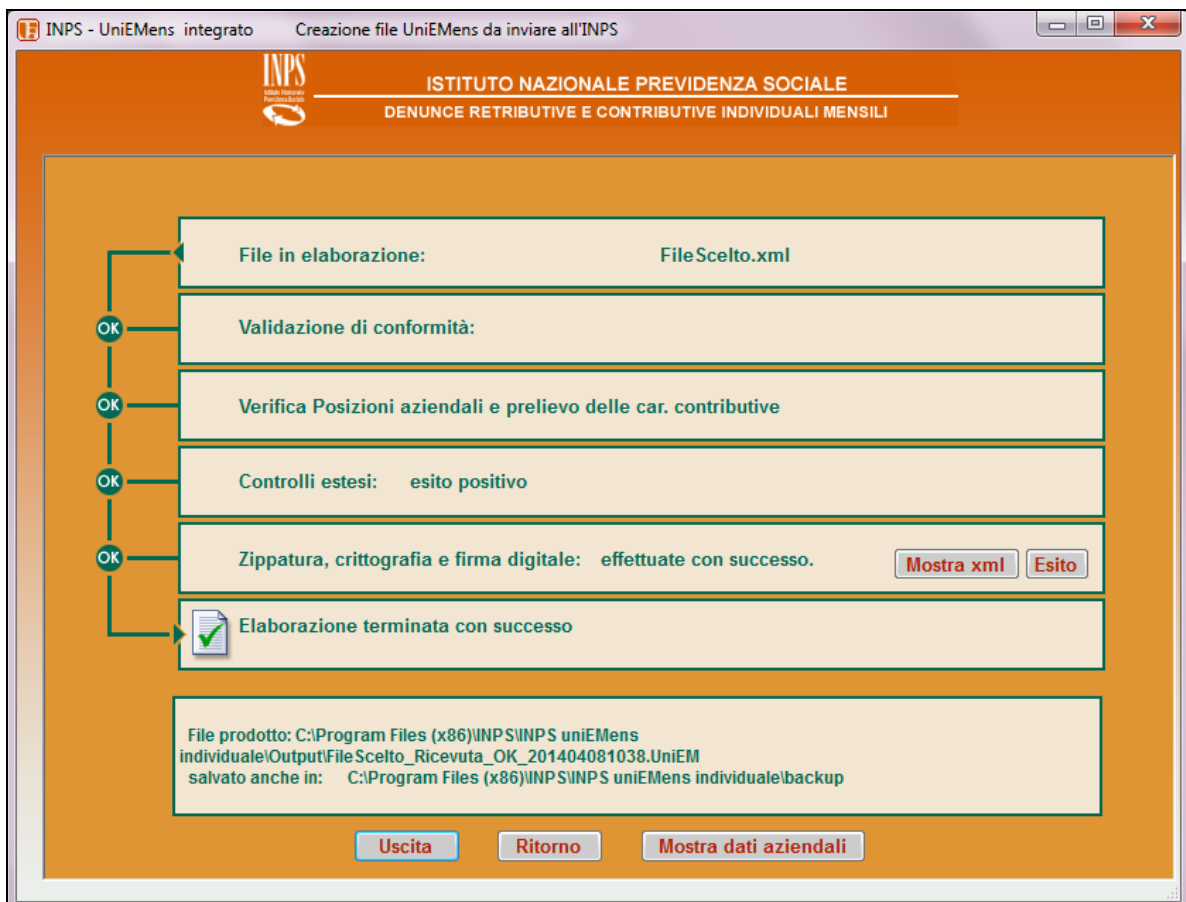 INPS - UniEMens integrato Creazione file UniEMens da inviare all'INPS
INPS
Istituto Nazionale
Previdenza Sociale
ISTITUTO NAZIONALE PREVIDENZA SOCIALE
DENUNCE RETRIBUTIVE E CONTRIBUTIVE INDIVIDUALI MENSILI
File in elaborazione: FileScelto.xml
OK Validazione di conformità:
OK Verifica Posizioni aziendali e prelievo delle car. contributive
OK Controlli estesi: esito positivo
OK Zippatura, crittografia e firma digitale: effettuate con successo. Mostra xml Esito
Elaborazione terminata con successo
File prodotto: C:\Program Files (x86)\INPS\INPS uniEMens
individuale\Output\FileScelto_Ricevuta_OK_201404081038.UniEM
salvato anche in: C:\Program Files (x86)\INPS\INPS uniEMens individuale\backup
Uscita Ritorno Mostra dati aziendali